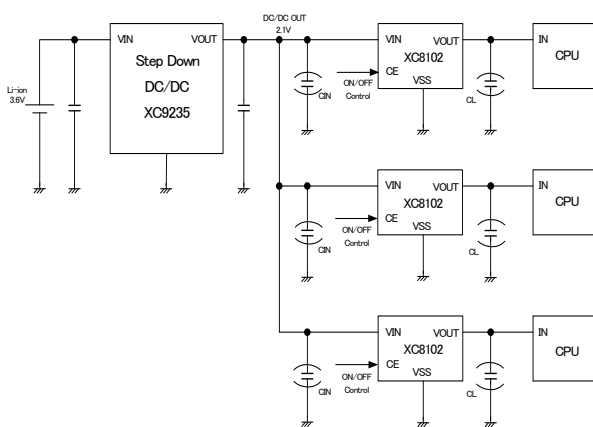 DC/DC OUT
2.1V
Li-ion
3.6V
VIN
VOUT
Step Down
DC/DC
XC9235
CIN
ON/OFF
Control
VIN
VOUT
XC8102
CE
VSS
CL
IN
CPU
CIN
ON/OFF
Control
VIN
VOUT
XC8102
CE
VSS
CL
IN
CPU
CIN
ON/OFF
Control
VIN
VOUT
XC8102
CE
VSS
CL
IN
CPU